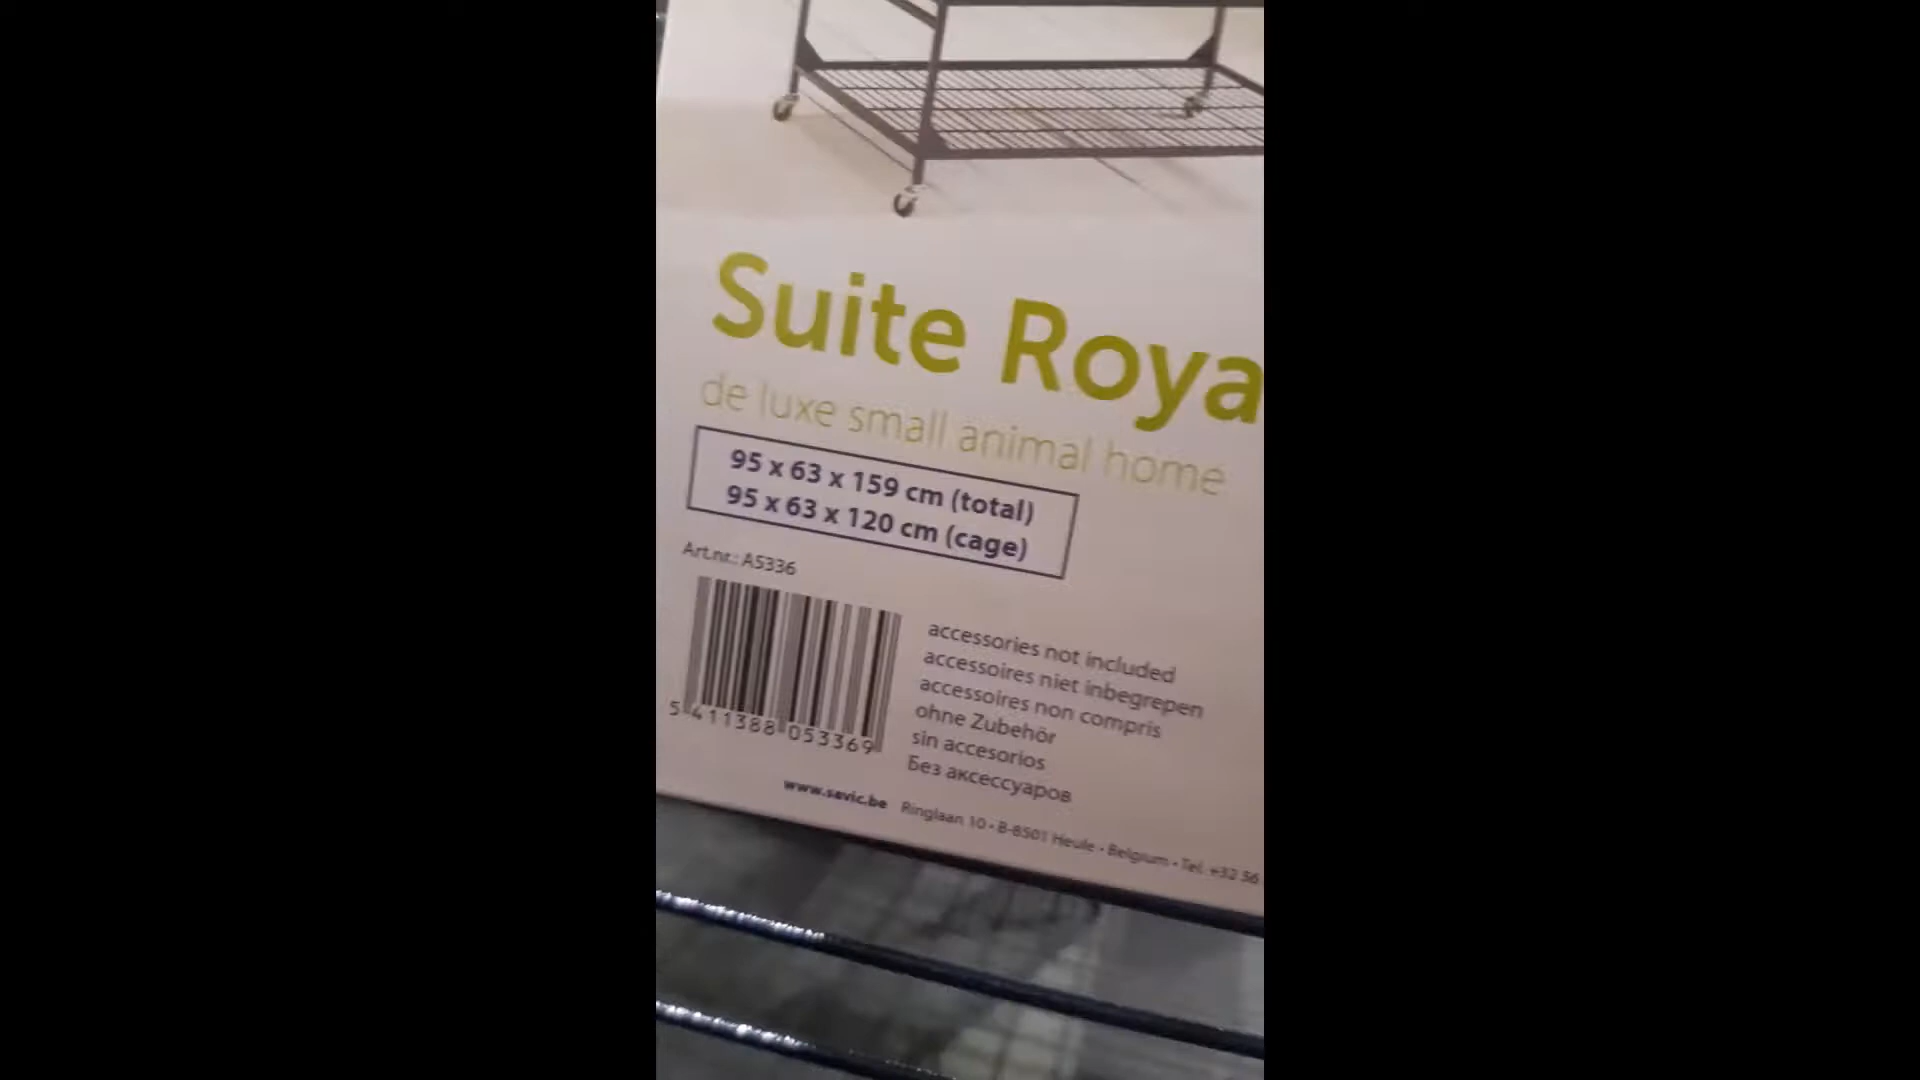 Suite Roya
de luxe small animal home
95 x 63 x 159 cm (total)
95 x 63 x 120 cm (cage)
Art.nr.: A5336
5 411388 053369
accessories not included
accessoires niet inbegrepen
accessoires non compris
ohne Zubehör
sin accesorios
Без аксессуаров
www.savic.be Ringlaan 10 • B-8501 Heule • Belgium • Tel. +32 56